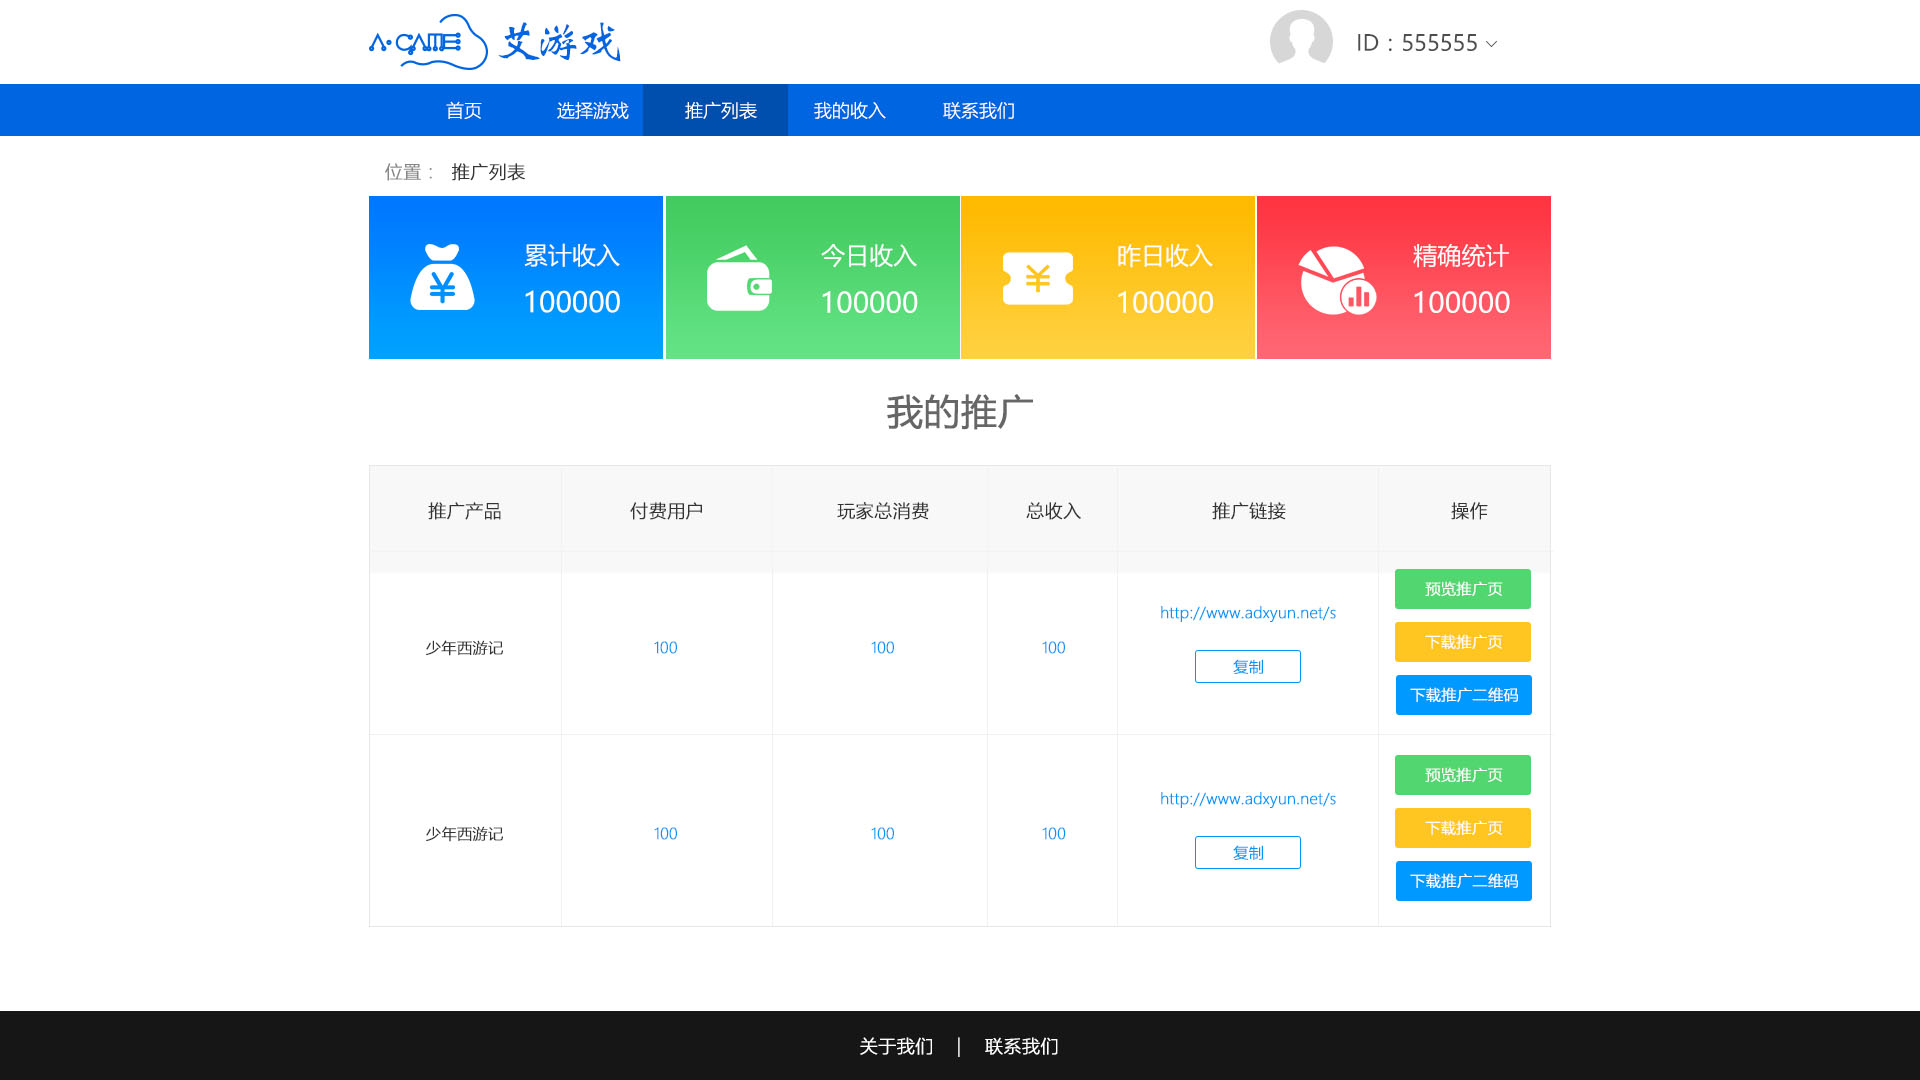 A·GAME 艾游戏
ID：555555
首页 选择游戏 推广列表 我的收入 联系我们
位置： 推广列表
累计收入 今日收入 昨日收入 精确统计
100000 100000 100000 100000
我的推广
推广产品 付费用户 玩家总消费 总收入 推广链接 操作
预览推广页
http://www.adxyun.net/s
下载推广页
少年西游记 100 100 100
复制
下载推广二维码
预览推广页
http://www.adxyun.net/s
下载推广页
少年西游记 100 100 100
复制
下载推广二维码
关于我们 | 联系我们